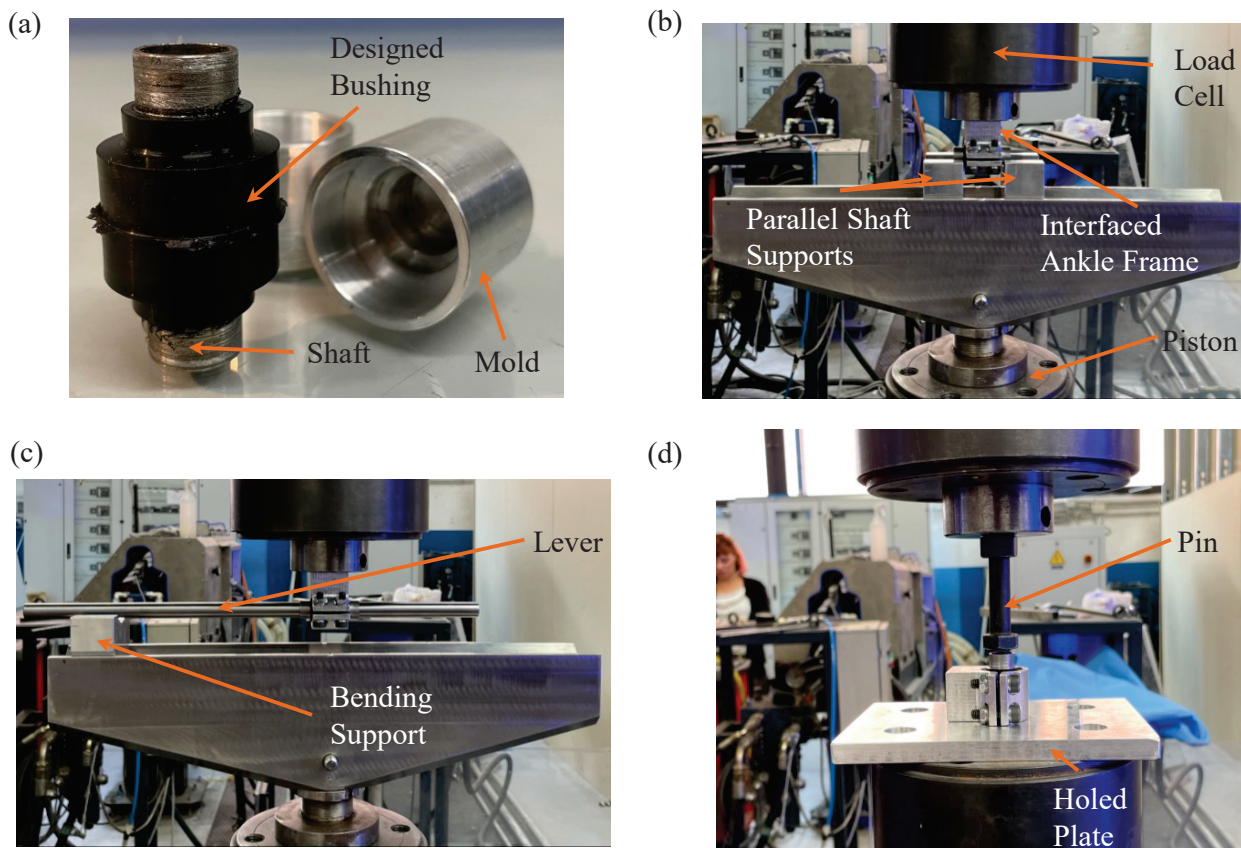 (a)
Designed
Bushing
Shaft
Mold
(b)
Load
Cell
Parallel Shaft
Supports
Interfaced
Ankle Frame
Piston
(c)
Lever
Bending
Support
(d)
Pin
Holed
Plate